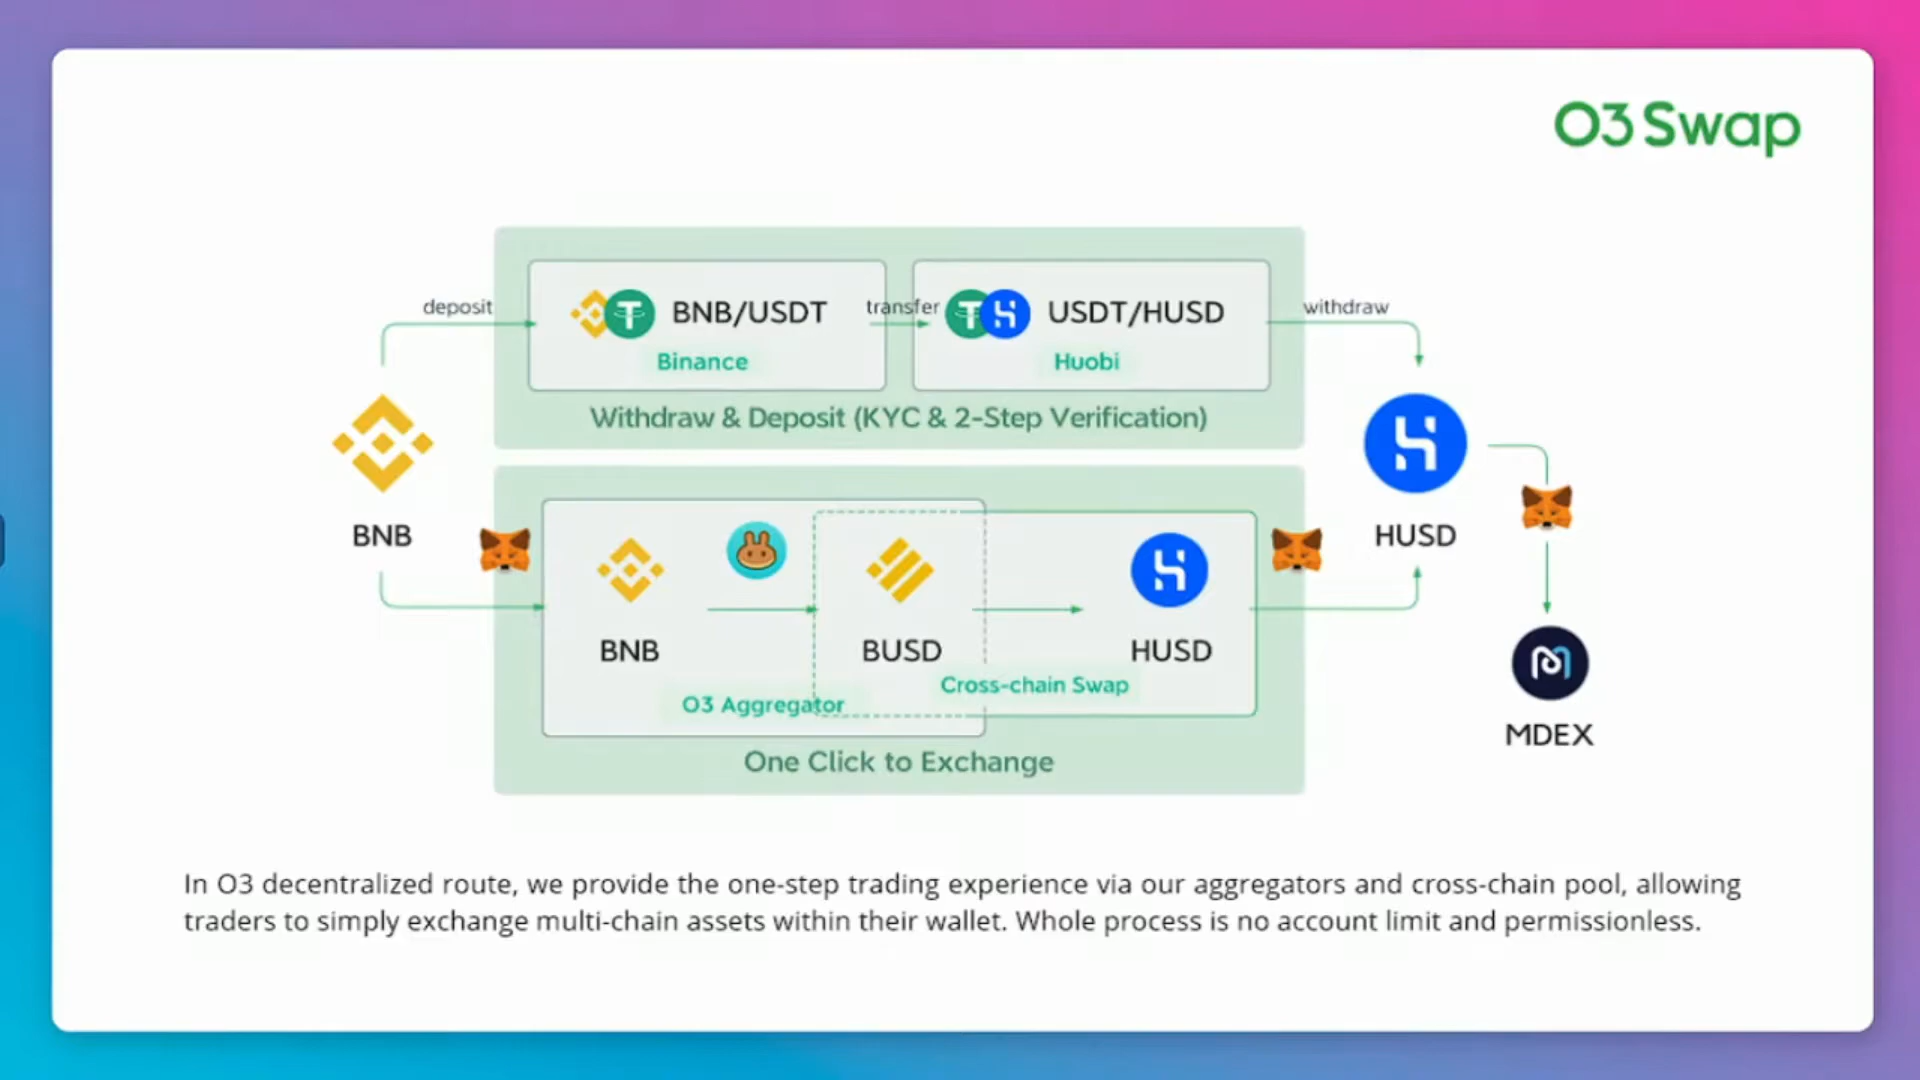 O3 Swap
deposit
BNB/USDT
transfer
USDT/HUSD
withdraw
Binance
Huobi
Withdraw & Deposit (KYC & 2-Step Verification)
BNB
HUSD
BNB
BUSD
HUSD
Cross-chain Swap
O3 Aggregator
MDEX
One Click to Exchange
In O3 decentralized route, we provide the one-step trading experience via our aggregators and cross-chain pool, allowing
traders to simply exchange multi-chain assets within their wallet. Whole process is no account limit and permissionless.